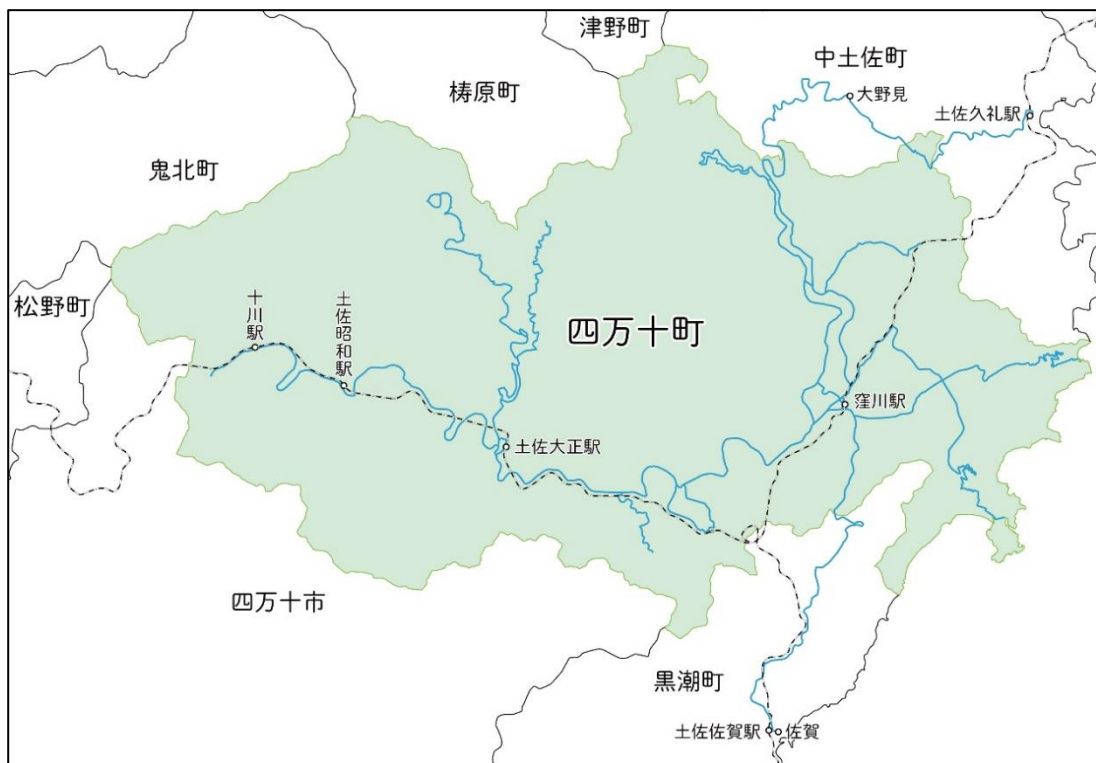 津野町
中土佐町
梼原町
大野見
土佐久礼駅
鬼北町
松野町
十川駅
土佐昭和駅
四万十町
窪川駅
土佐大正駅
四万十市
黒潮町
土佐佐賀駅
佐賀